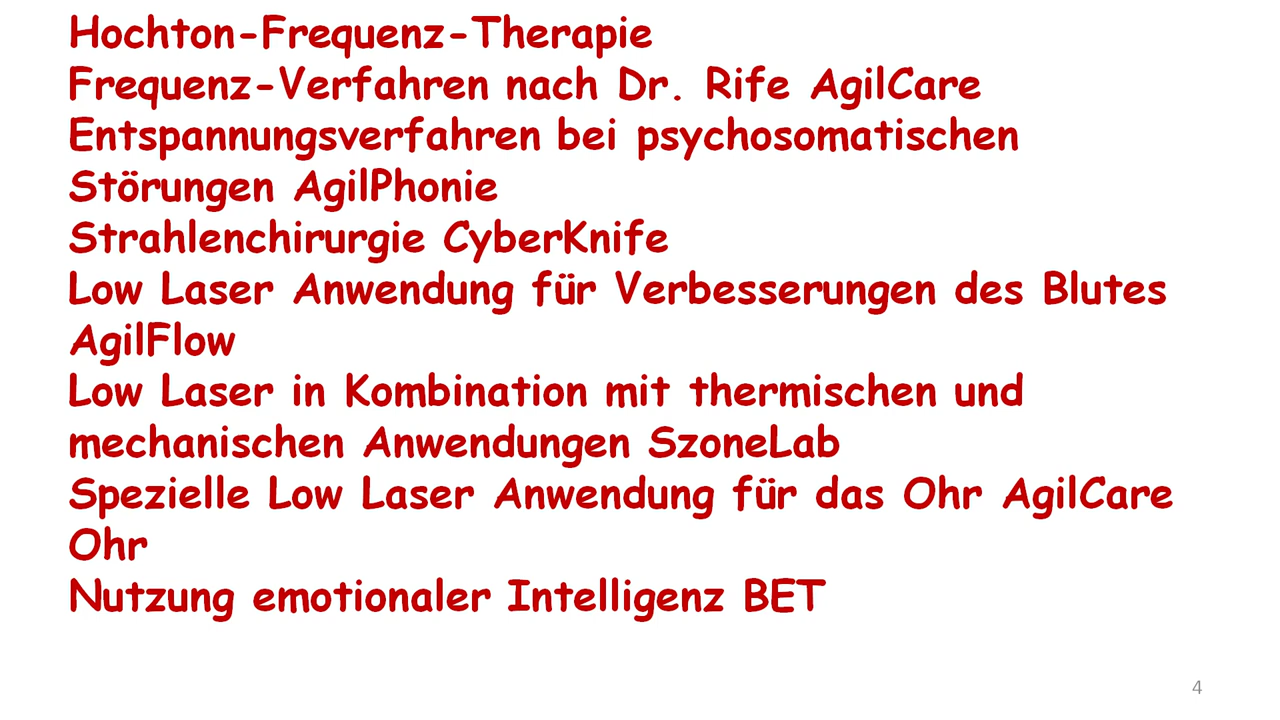 Hochton-Frequenz-Therapie
Frequenz-Verfahren nach Dr. Rife AgilCare
Entspannungsverfahren bei psychosomatischen
Störungen AgilPhonie
Strahlenchirurgie CyberKnife
Low Laser Anwendung für Verbesserungen des Blutes
AgilFlow
Low Laser in Kombination mit thermischen und
mechanischen Anwendungen SzoneLab
Spezielle Low Laser Anwendung für das Ohr AgilCare
Ohr
Nutzung emotionaler Intelligenz BET
4